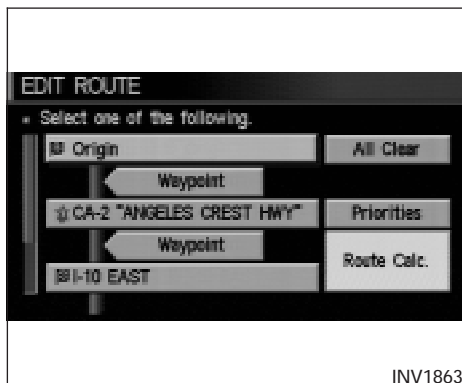 EDIT ROUTE
Select one of the following.
Origin All Clear
Waypoint
CA-2 "ANGELES CREST HWY" Priorities
Waypoint
Route Calc.
I-10 EAST
INV1863